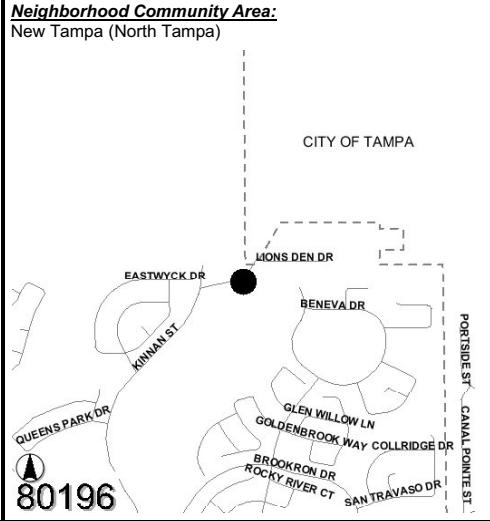 Neighborhood Community Area:
New Tampa (North Tampa)
CITY OF TAMPA
LIONS DEN DR
EASTWYCK DR
BENEVA DR
KINNAN ST
PORTSIDE ST
GLEN WILLOW LN
QUEENS PARK DR
GOLDENBROOK WAY
COLLRIDGE DR
CANAL POINTE ST
BROOKRON DR
ROCKY RIVER CT
SAN TRAVASO DR
80196